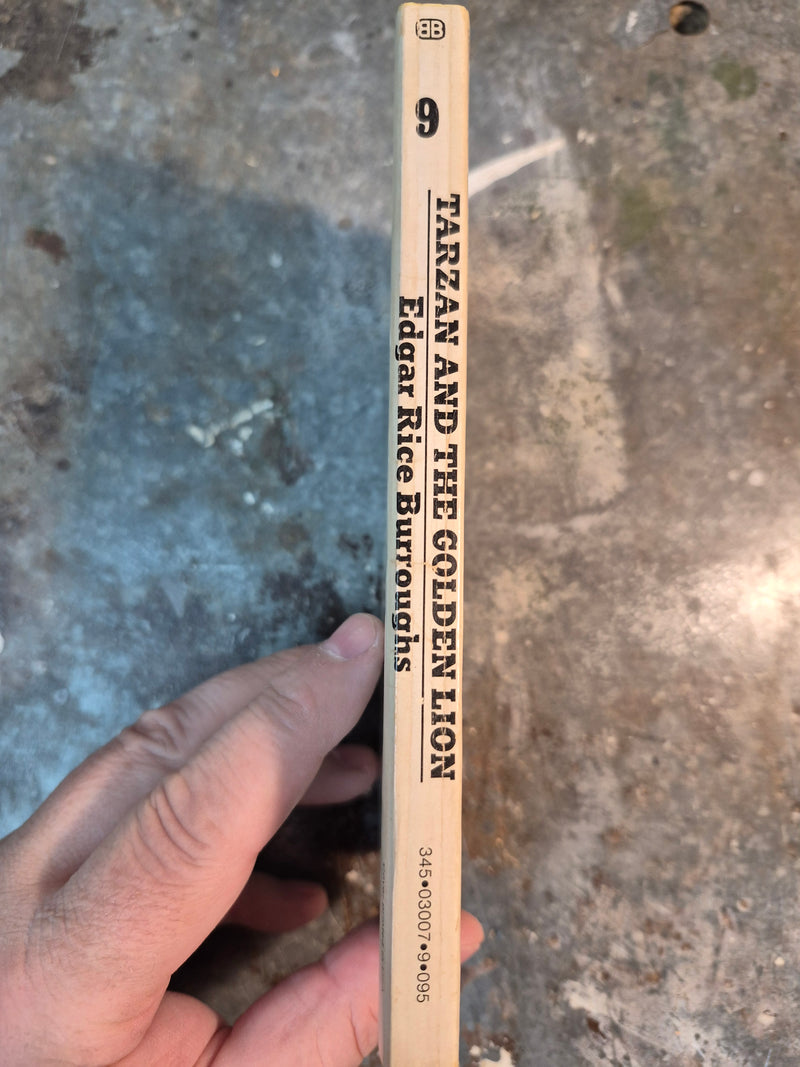 BB
9
TARZAN AND THE GOLDEN LION
Edgar Rice Burroughs
345•03007•9•095